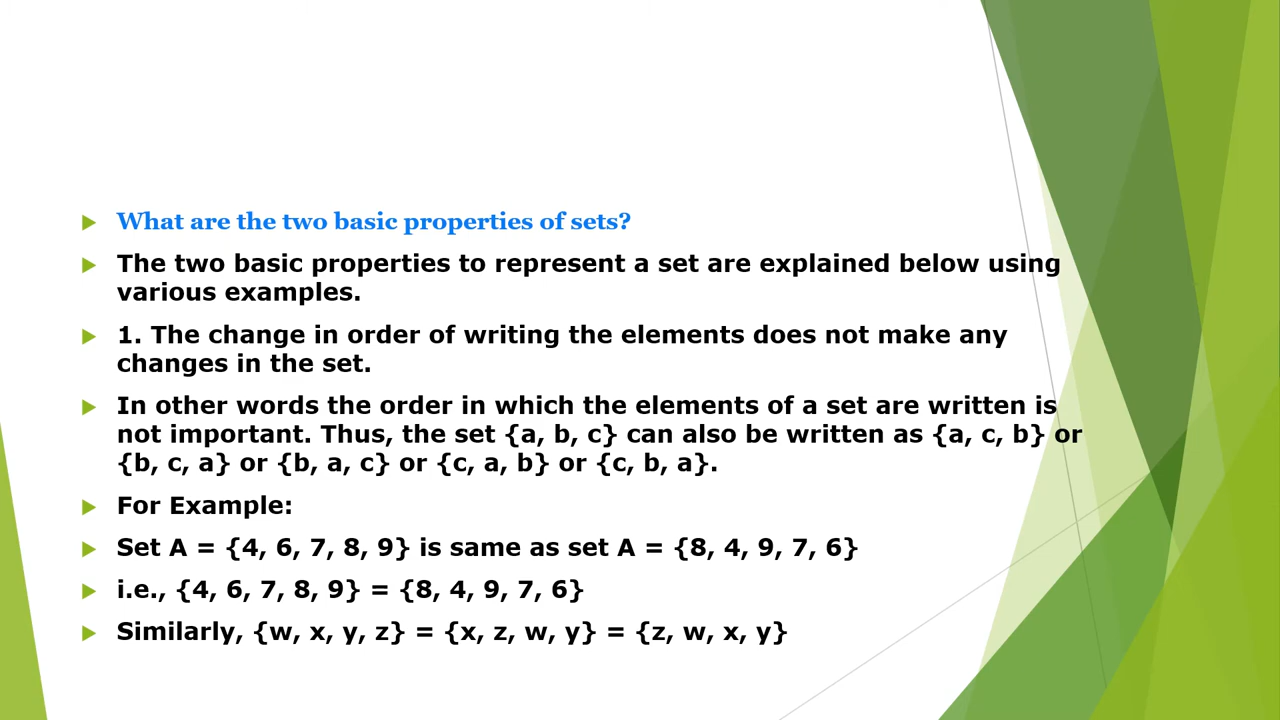 What are the two basic properties of sets?
The two basic properties to represent a set are explained below using
various examples.
1. The change in order of writing the elements does not make any
changes in the set.
In other words the order in which the elements of a set are written is
not important. Thus, the set {a, b, c} can also be written as {a, c, b} or
{b, c, a} or {b, a, c} or {c, a, b} or {c, b, a}.
For Example:
Set A = {4, 6, 7, 8, 9} is same as set A = {8, 4, 9, 7, 6}
i.e., {4, 6, 7, 8, 9} = {8, 4, 9, 7, 6}
Similarly, {w, x, y, z} = {x, z, w, y} = {z, w, x, y}